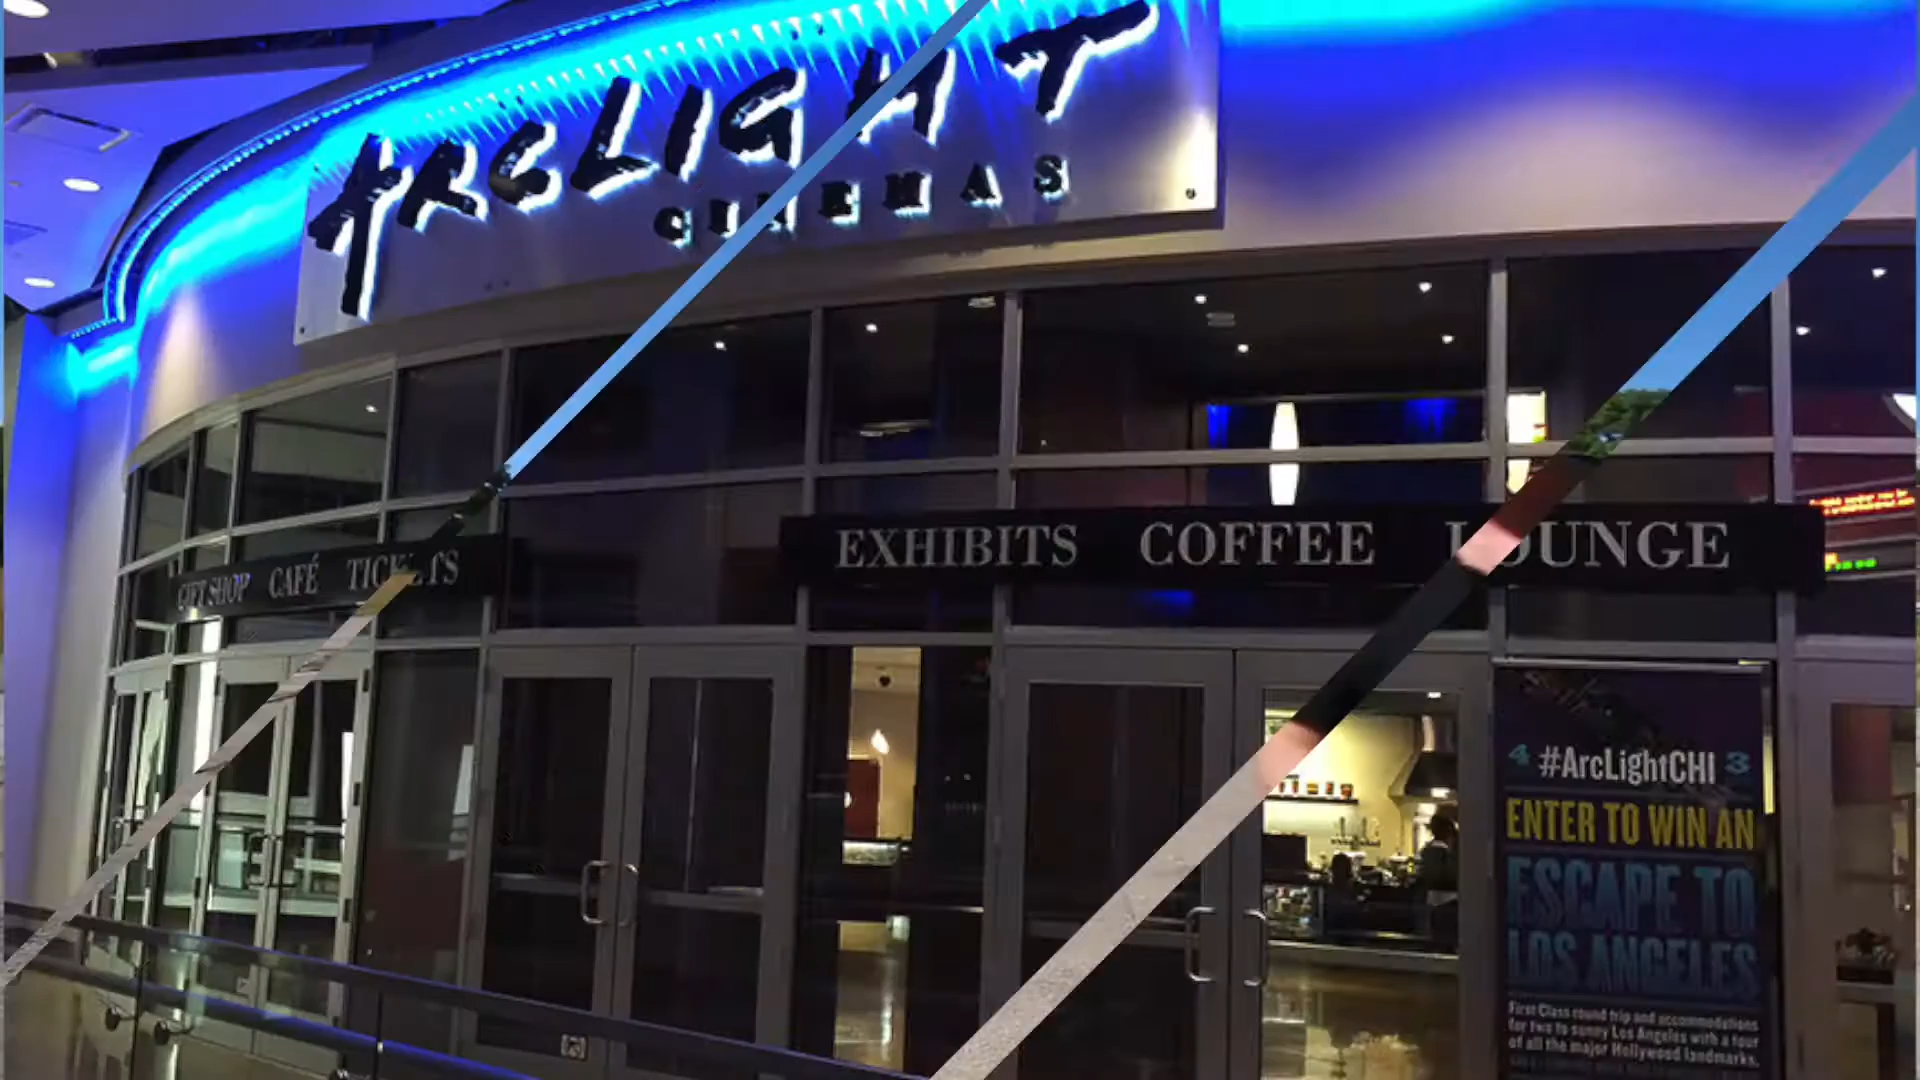 ARCLIGHT
CINEMAS
GIFT SHOP CAFÉ TICKETS
EXHIBITS COFFEE LOUNGE
4 #ArcLightCHI 3
ENTER TO WIN AN
ESCAPE TO
LOS ANGELES
First Class round trip and accommodations
for two to sunny Los Angeles with a tour
of all the major Hollywood landmarks.